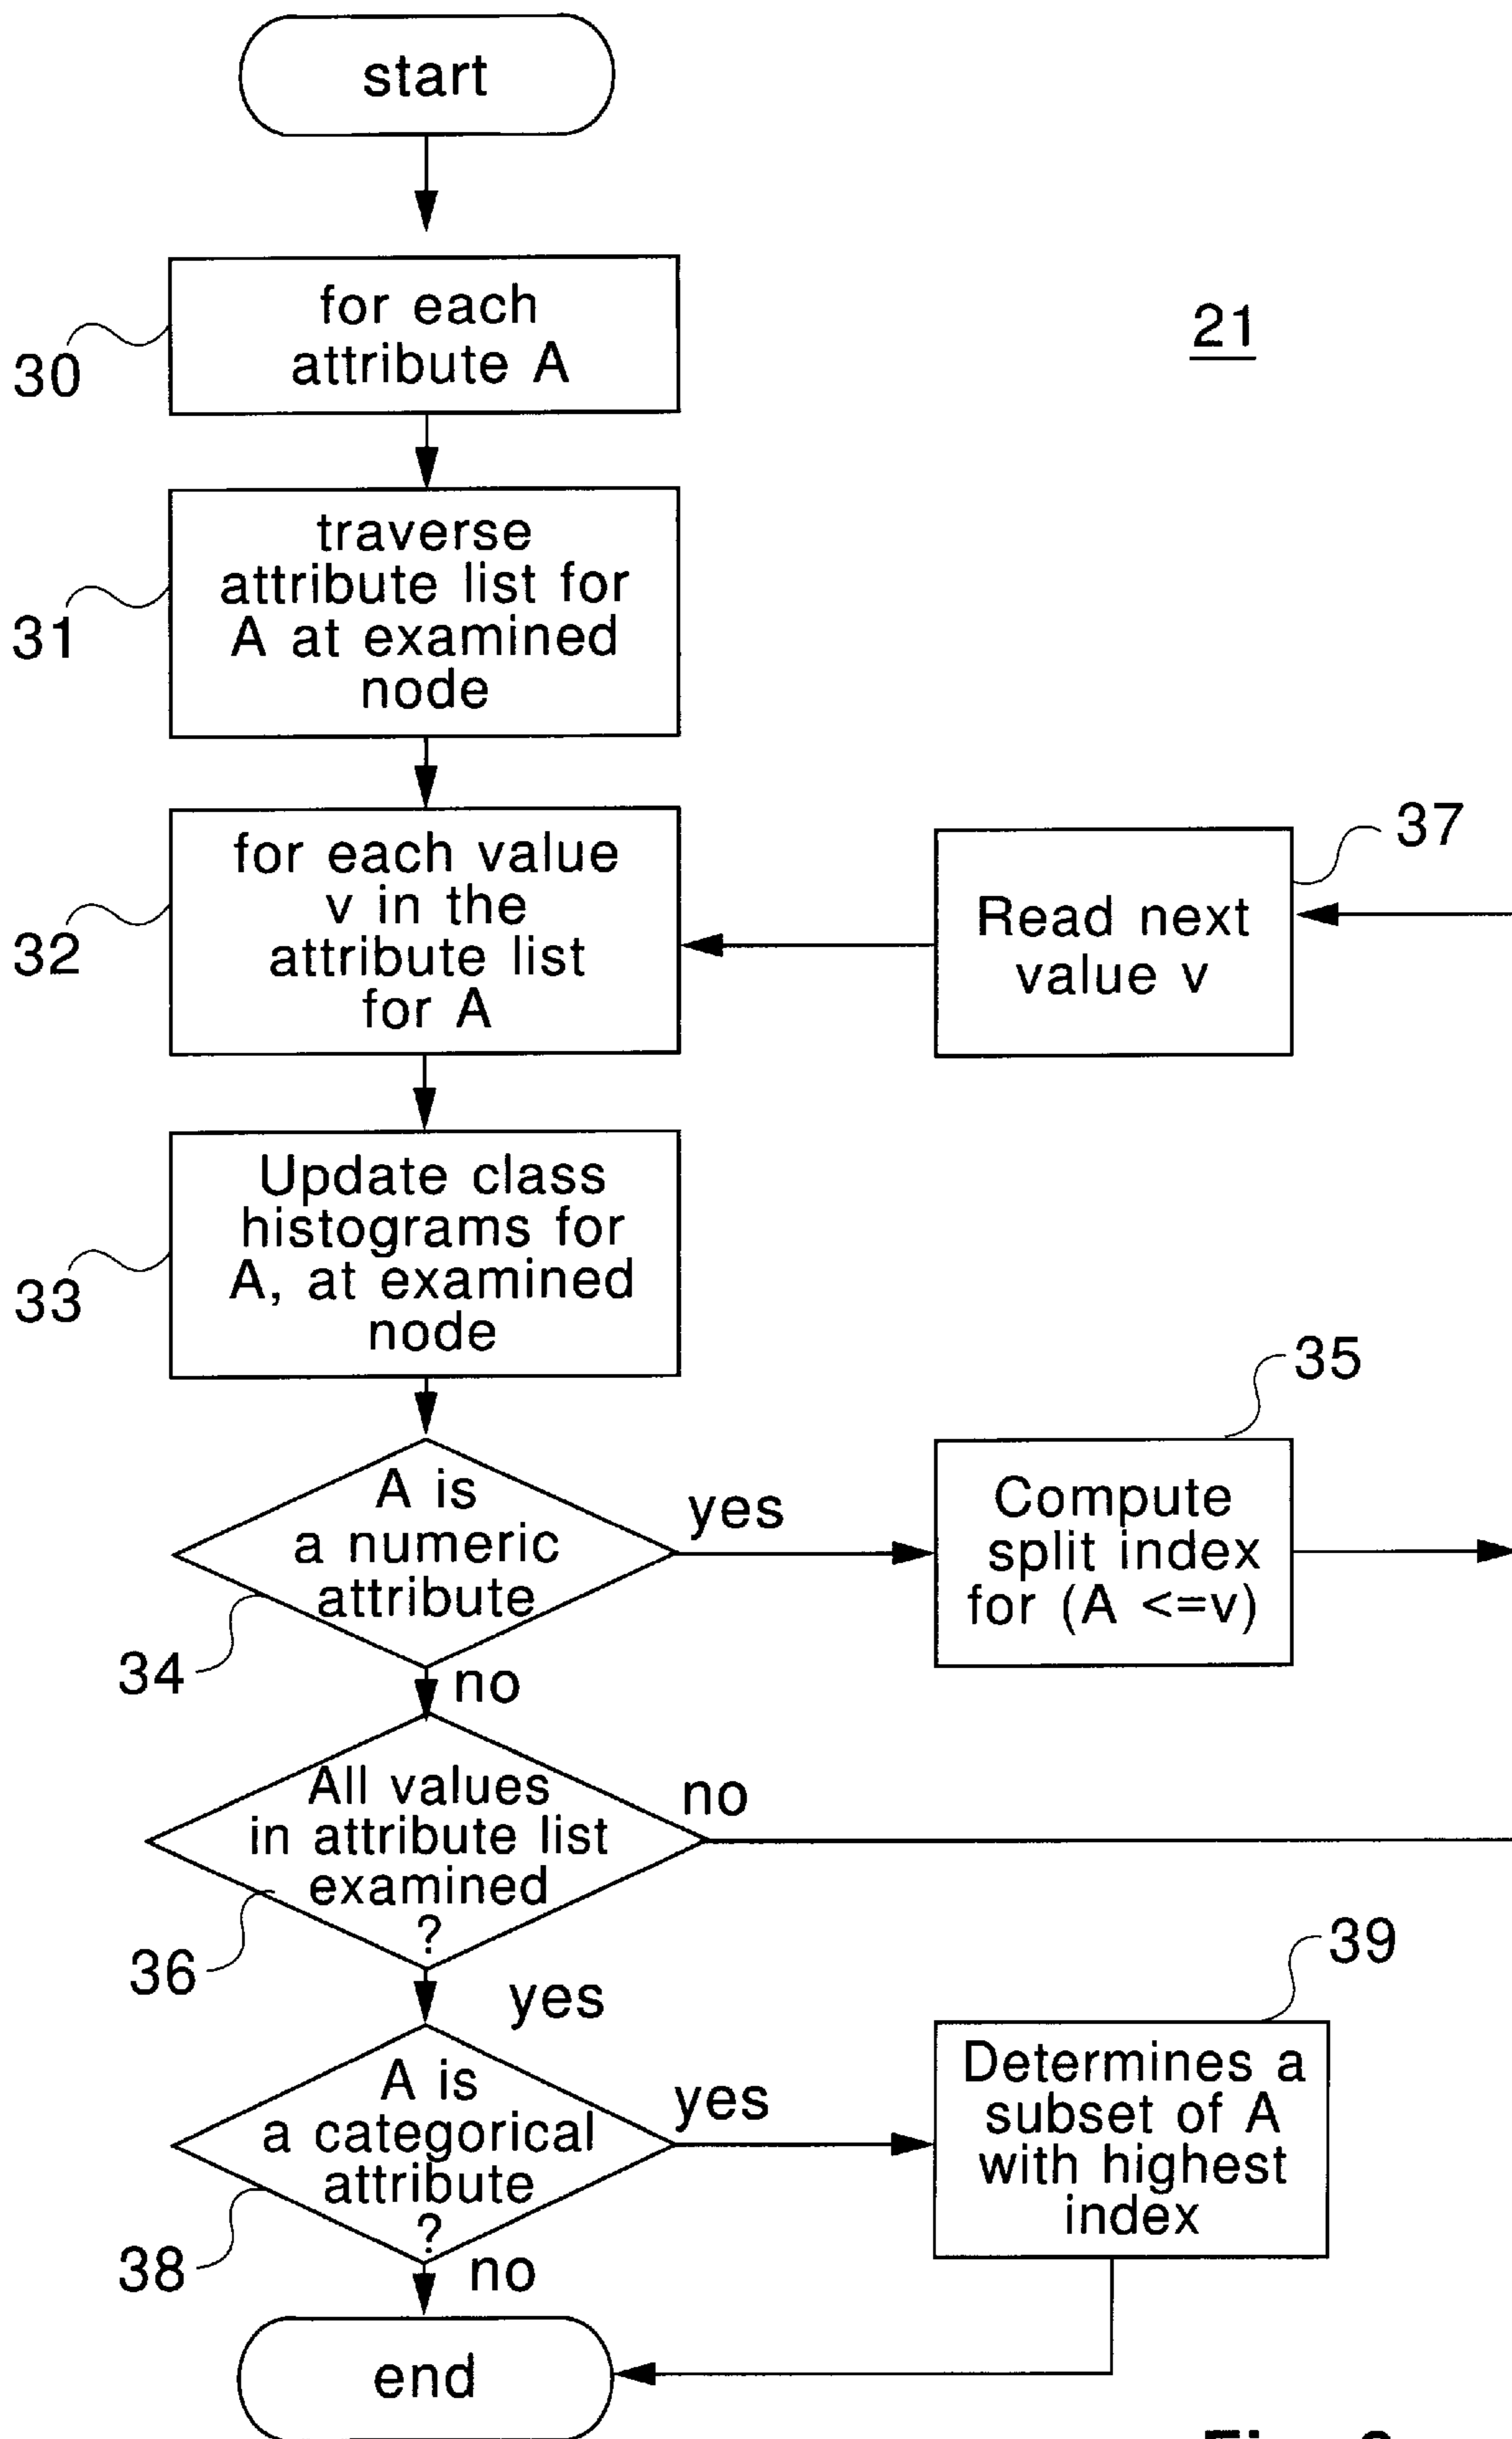 start
for each
attribute A
30
21
traverse
attribute list for
A at examined
node
31
for each value
v in the
attribute list
for A
32
37
Read next
value v
Update class
histograms for
A, at examined
node
33
35
A is
a numeric
attribute
yes
34
no
Compute
split index
for (A <=v)
All values
in attribute list
examined
?
no
36
yes
39
A is
a categorical
attribute
?
yes
38
no
Determines a
subset of A
with highest
index
end